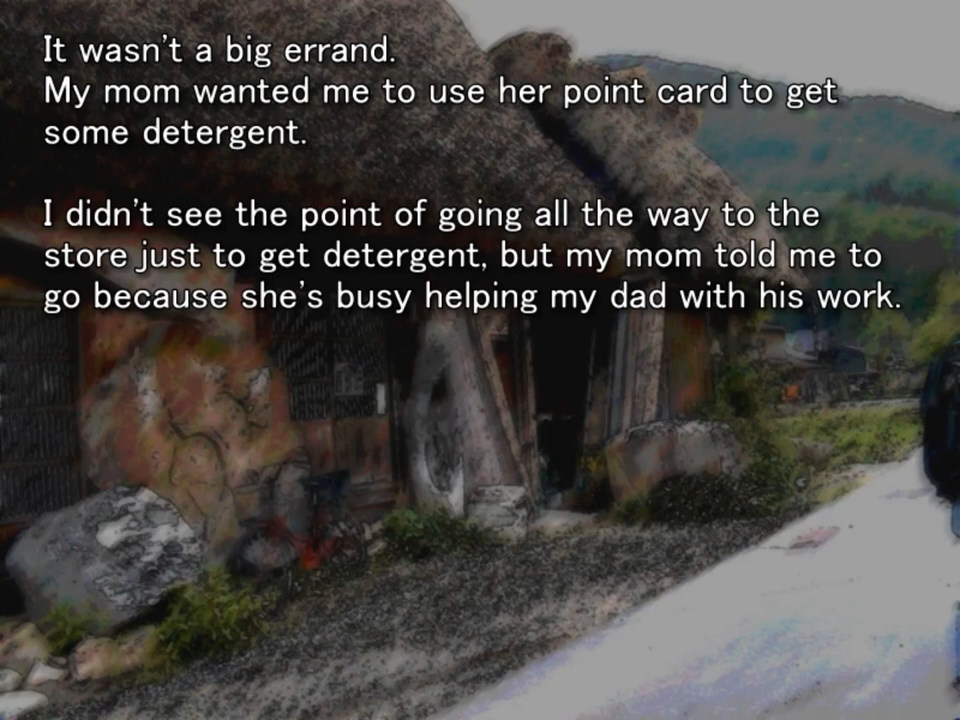 It wasn't a big errand.
My mom wanted me to use her point card to get
some detergent.
I didn't see the point of going all the way to the
store just to get detergent, but my mom told me to
go because she's busy helping my dad with his work.